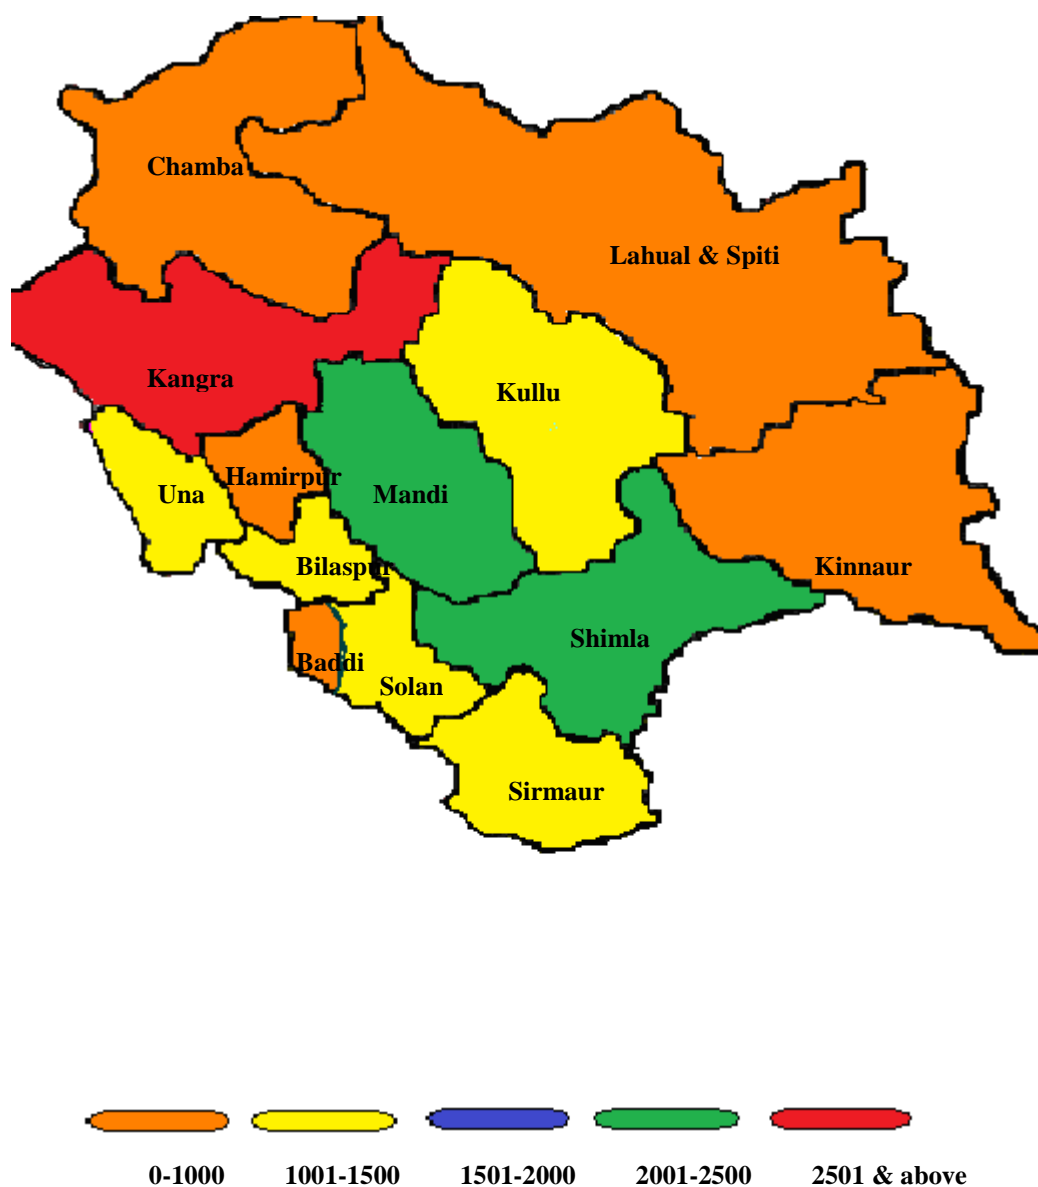 Chamba
Lahual & Spiti
Kangra
Kullu
Hamirpur
Una
Mandi
Bilaspur
Kinnaur
Shimla
Baddi
Solan
Sirmaur
0-1000 1001-1500 1501-2000 2001-2500 2501 & above